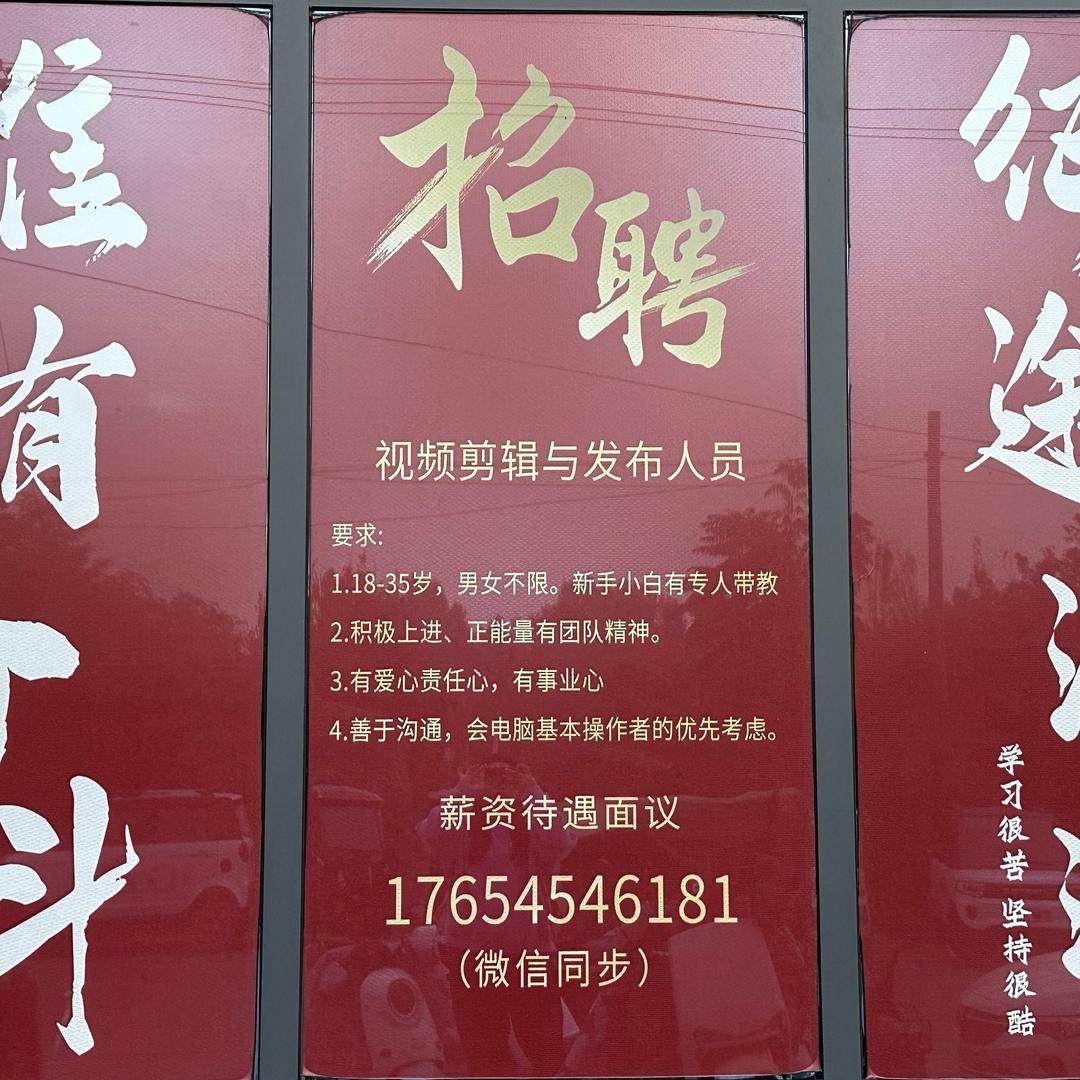 招聘
视频剪辑与发布人员
要求:
1.18-35岁，男女不限。新手小白有专人带教
2.积极上进、正能量有团队精神。
3.有爱心责任心，有事业心
4.善于沟通，会电脑基本操作者的优先考虑。
薪资待遇面议
17654546181
（微信同步）
有
学习很苦 坚持很酷